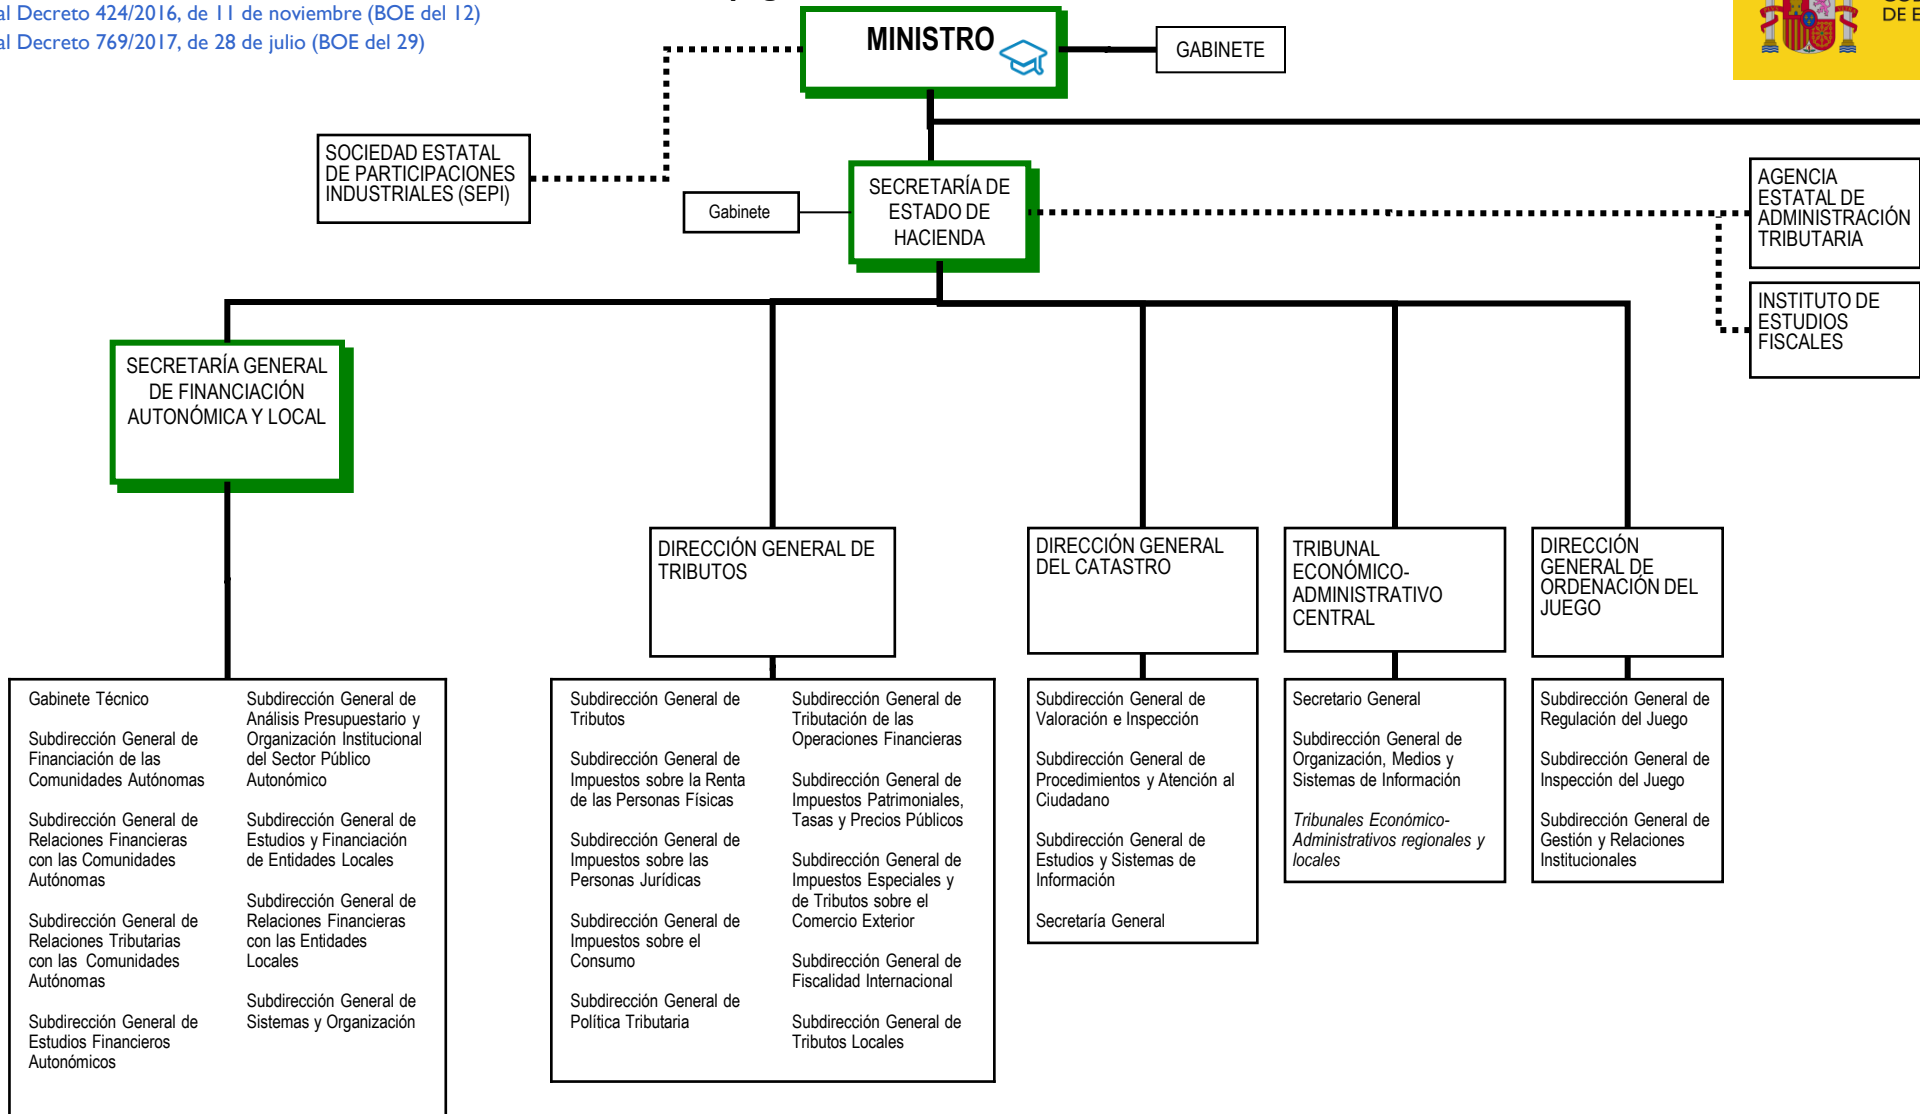 al Decreto 424/2016, de 11 de noviembre (BOE del 12)
al Decreto 769/2017, de 28 de julio (BOE del 29)
MINISTRO
GABINETE
DE E
SOCIEDAD ESTATAL
DE PARTICIPACIONES
INDUSTRIALES (SEPI)
Gabinete
SECRETARÍA DE
ESTADO DE
HACIENDA
AGENCIA
ESTATAL DE
ADMINISTRACIÓN
TRIBUTARIA
INSTITUTO DE
ESTUDIOS
FISCALES
SECRETARÍA GENERAL
DE FINANCIACIÓN
AUTONÓMICA Y LOCAL
DIRECCIÓN GENERAL DE
TRIBUTOS
DIRECCIÓN GENERAL
DEL CATASTRO
TRIBUNAL
ECONÓMICO-
ADMINISTRATIVO
CENTRAL
DIRECCIÓN
GENERAL DE
ORDENACIÓN DEL
JUEGO
Gabinete Técnico
Subdirección General de
Financiación de las
Comunidades Autónomas
Subdirección General de
Relaciones Financieras
con las Comunidades
Autónomas
Subdirección General de
Relaciones Tributarias
con las Comunidades
Autónomas
Subdirección General de
Estudios Financieros
Autonómicos
Subdirección General de
Análisis Presupuestario y
Organización Institucional
del Sector Público
Autonómico
Subdirección General de
Estudios y Financiación
de Entidades Locales
Subdirección General de
Relaciones Financieras
con las Entidades
Locales
Subdirección General de
Sistemas y Organización
Subdirección General de
Tributos
Subdirección General de
Impuestos sobre la Renta
de las Personas Físicas
Subdirección General de
Impuestos sobre las
Personas Jurídicas
Subdirección General de
Impuestos sobre el
Consumo
Subdirección General de
Política Tributaria
Subdirección General de
Tributación de las
Operaciones Financieras
Subdirección General de
Impuestos Patrimoniales,
Tasas y Precios Públicos
Subdirección General de
Impuestos Especiales y
de Tributos sobre el
Comercio Exterior
Subdirección General de
Fiscalidad Internacional
Subdirección General de
Tributos Locales
Subdirección General de
Valoración e Inspección
Subdirección General de
Procedimientos y Atención al
Ciudadano
Subdirección General de
Estudios y Sistemas de
Información
Secretaría General
Secretario General
Subdirección General de
Organización, Medios y
Sistemas de Información
Tribunales Económico-
Administrativos regionales y
locales
Subdirección General de
Regulación del Juego
Subdirección General de
Inspección del Juego
Subdirección General de
Gestión y Relaciones
Institucionales